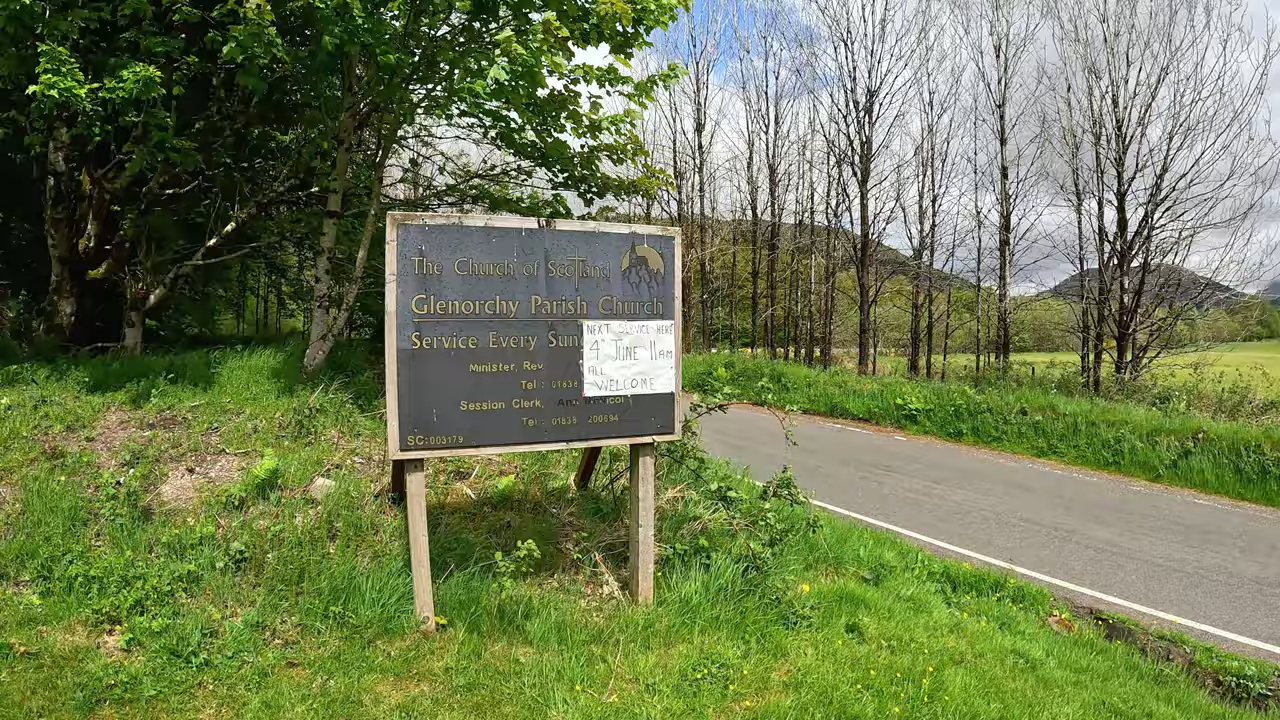 The Church of Scotland
Glenorchy Parish Church
Service Every Sun
NEXT SERVICE HERE
4th JUNE 11AM
ALL
WELCOME
Minister, Rev
Tel: 01838
Session Clerk,
Tel: 01838 200694
SC:003179